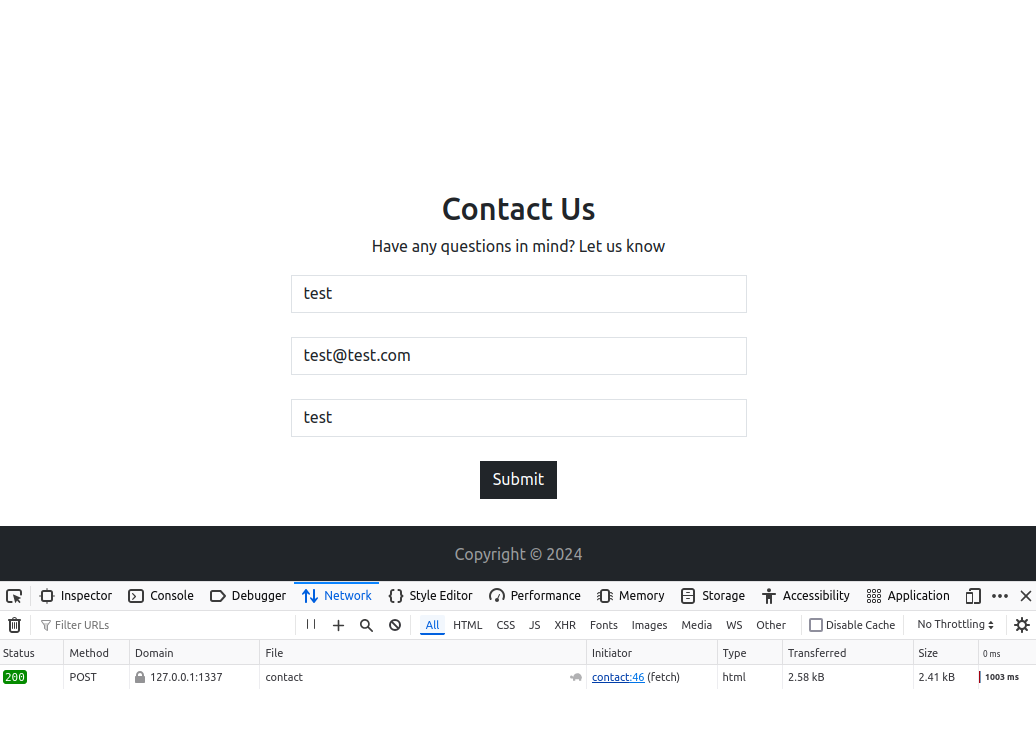 Contact Us
Have any questions in mind? Let us know
test
test@test.com
test
Submit
Copyright © 2024
Inspector Console Debugger Network Style Editor Performance Memory Storage Accessibility Application
Filter URLs All HTML CSS JS XHR Fonts Images Media WS Other Disable Cache No Throttling
Status Method Domain File Initiator Type Transferred Size 0 ms
200 POST 127.0.0.1:1337 contact contact:46 (fetch) html 2.58 kB 2.41 kB 1003 ms